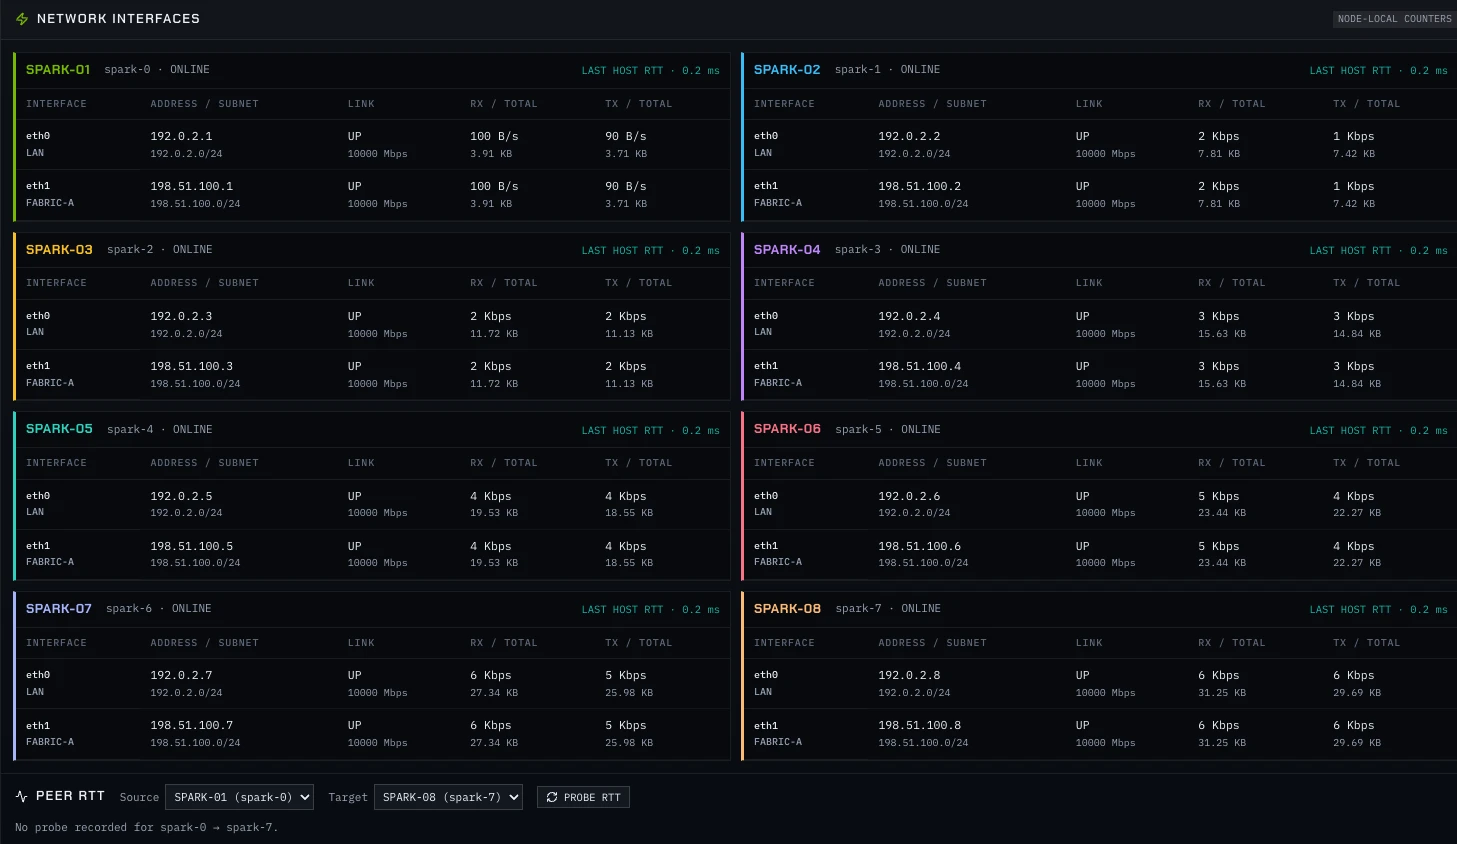 NETWORK INTERFACES
NODE-LOCAL COUNTERS
SPARK-01 spark-0 · ONLINE LAST HOST RTT · 0.2 ms
INTERFACE ADDRESS / SUBNET LINK RX / TOTAL TX / TOTAL
eth0 192.0.2.1 UP 100 B/s 90 B/s
LAN 192.0.2.0/24 10000 Mbps 3.91 KB 3.71 KB
eth1 198.51.100.1 UP 100 B/s 90 B/s
FABRIC-A 198.51.100.0/24 10000 Mbps 3.91 KB 3.71 KB
SPARK-02 spark-1 · ONLINE LAST HOST RTT · 0.2 ms
INTERFACE ADDRESS / SUBNET LINK RX / TOTAL TX / TOTAL
eth0 192.0.2.2 UP 2 Kbps 1 Kbps
LAN 192.0.2.0/24 10000 Mbps 7.81 KB 7.42 KB
eth1 198.51.100.2 UP 2 Kbps 1 Kbps
FABRIC-A 198.51.100.0/24 10000 Mbps 7.81 KB 7.42 KB
SPARK-03 spark-2 · ONLINE LAST HOST RTT · 0.2 ms
INTERFACE ADDRESS / SUBNET LINK RX / TOTAL TX / TOTAL
eth0 192.0.2.3 UP 2 Kbps 2 Kbps
LAN 192.0.2.0/24 10000 Mbps 11.72 KB 11.13 KB
eth1 198.51.100.3 UP 2 Kbps 2 Kbps
FABRIC-A 198.51.100.0/24 10000 Mbps 11.72 KB 11.13 KB
SPARK-04 spark-3 · ONLINE LAST HOST RTT · 0.2 ms
INTERFACE ADDRESS / SUBNET LINK RX / TOTAL TX / TOTAL
eth0 192.0.2.4 UP 3 Kbps 3 Kbps
LAN 192.0.2.0/24 10000 Mbps 15.63 KB 14.84 KB
eth1 198.51.100.4 UP 3 Kbps 3 Kbps
FABRIC-A 198.51.100.0/24 10000 Mbps 15.63 KB 14.84 KB
SPARK-05 spark-4 · ONLINE LAST HOST RTT · 0.2 ms
INTERFACE ADDRESS / SUBNET LINK RX / TOTAL TX / TOTAL
eth0 192.0.2.5 UP 4 Kbps 4 Kbps
LAN 192.0.2.0/24 10000 Mbps 19.53 KB 18.55 KB
eth1 198.51.100.5 UP 4 Kbps 4 Kbps
FABRIC-A 198.51.100.0/24 10000 Mbps 19.53 KB 18.55 KB
SPARK-06 spark-5 · ONLINE LAST HOST RTT · 0.2 ms
INTERFACE ADDRESS / SUBNET LINK RX / TOTAL TX / TOTAL
eth0 192.0.2.6 UP 5 Kbps 4 Kbps
LAN 192.0.2.0/24 10000 Mbps 23.44 KB 22.27 KB
eth1 198.51.100.6 UP 5 Kbps 4 Kbps
FABRIC-A 198.51.100.0/24 10000 Mbps 23.44 KB 22.27 KB
SPARK-07 spark-6 · ONLINE LAST HOST RTT · 0.2 ms
INTERFACE ADDRESS / SUBNET LINK RX / TOTAL TX / TOTAL
eth0 192.0.2.7 UP 6 Kbps 5 Kbps
LAN 192.0.2.0/24 10000 Mbps 27.34 KB 25.98 KB
eth1 198.51.100.7 UP 6 Kbps 5 Kbps
FABRIC-A 198.51.100.0/24 10000 Mbps 27.34 KB 25.98 KB
SPARK-08 spark-7 · ONLINE LAST HOST RTT · 0.2 ms
INTERFACE ADDRESS / SUBNET LINK RX / TOTAL TX / TOTAL
eth0 192.0.2.8 UP 6 Kbps 6 Kbps
LAN 192.0.2.0/24 10000 Mbps 31.25 KB 29.69 KB
eth1 198.51.100.8 UP 6 Kbps 6 Kbps
FABRIC-A 198.51.100.0/24 10000 Mbps 31.25 KB 29.69 KB
PEER RTT Source SPARK-01 (spark-0) Target SPARK-08 (spark-7) PROBE RTT
No probe recorded for spark-0 → spark-7.